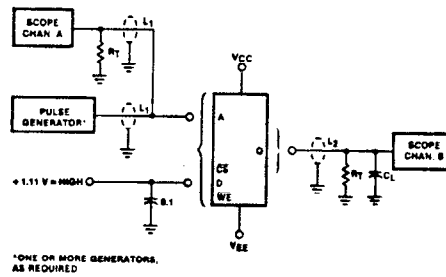 SCOPE
CHAN. A
L1
RT
VCC
PULSE
GENERATOR*
L1
A
CS
D
WE
Q
L2
RT
CL
SCOPE
CHAN. B
+1.11 V = HIGH
0.1
VEE
*ONE OR MORE GENERATORS,
AS REQUIRED